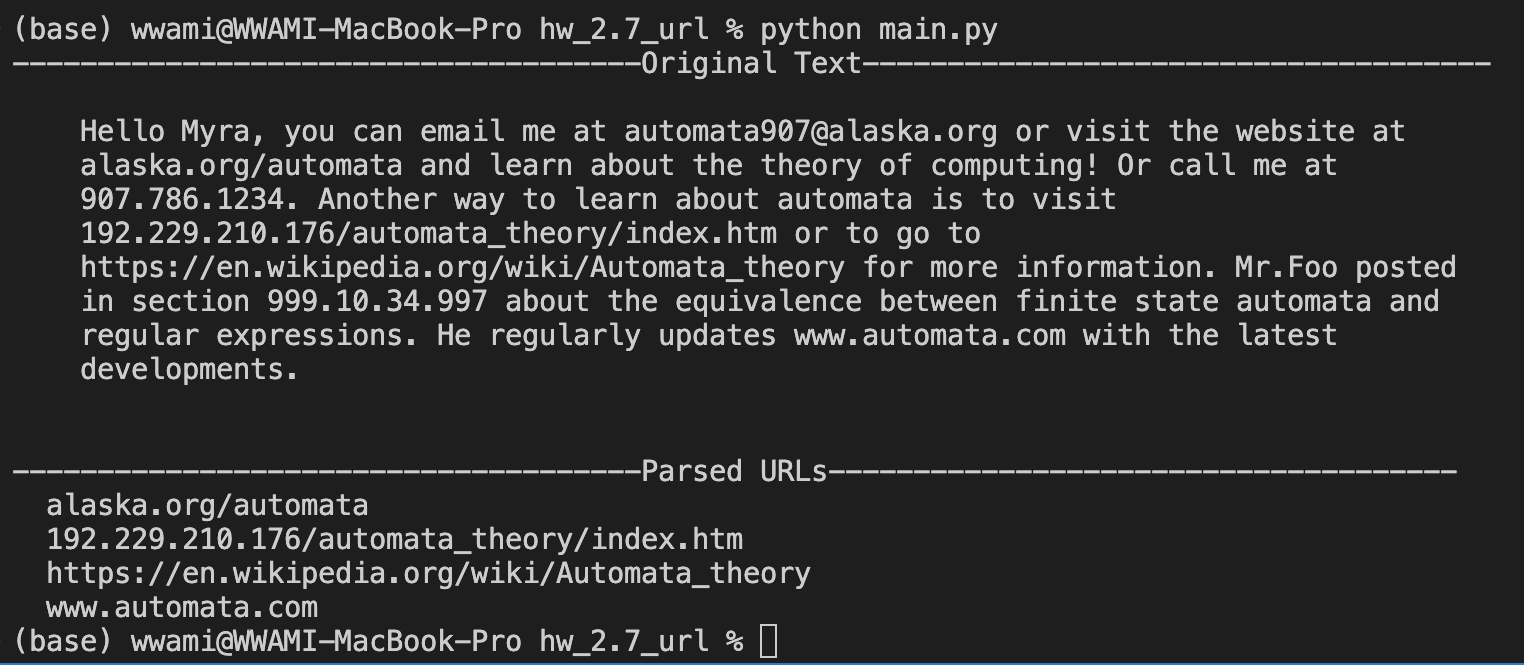 (base) wwami@WWAMI-MacBook-Pro hw_2.7_url % python main.py
-------------------------------------Original Text-------------------------------------
Hello Myra, you can email me at automata907@alaska.org or visit the website at
alaska.org/automata and learn about the theory of computing! Or call me at
907.786.1234. Another way to learn about automata is to visit
192.229.210.176/automata_theory/index.htm or to go to
https://en.wikipedia.org/wiki/Automata_theory for more information. Mr.Foo posted
in section 999.10.34.997 about the equivalence between finite state automata and
regular expressions. He regularly updates www.automata.com with the latest
developments.
-------------------------------------Parsed URLs-------------------------------------
alaska.org/automata
192.229.210.176/automata_theory/index.htm
https://en.wikipedia.org/wiki/Automata_theory
www.automata.com
(base) wwami@WWAMI-MacBook-Pro hw_2.7_url %